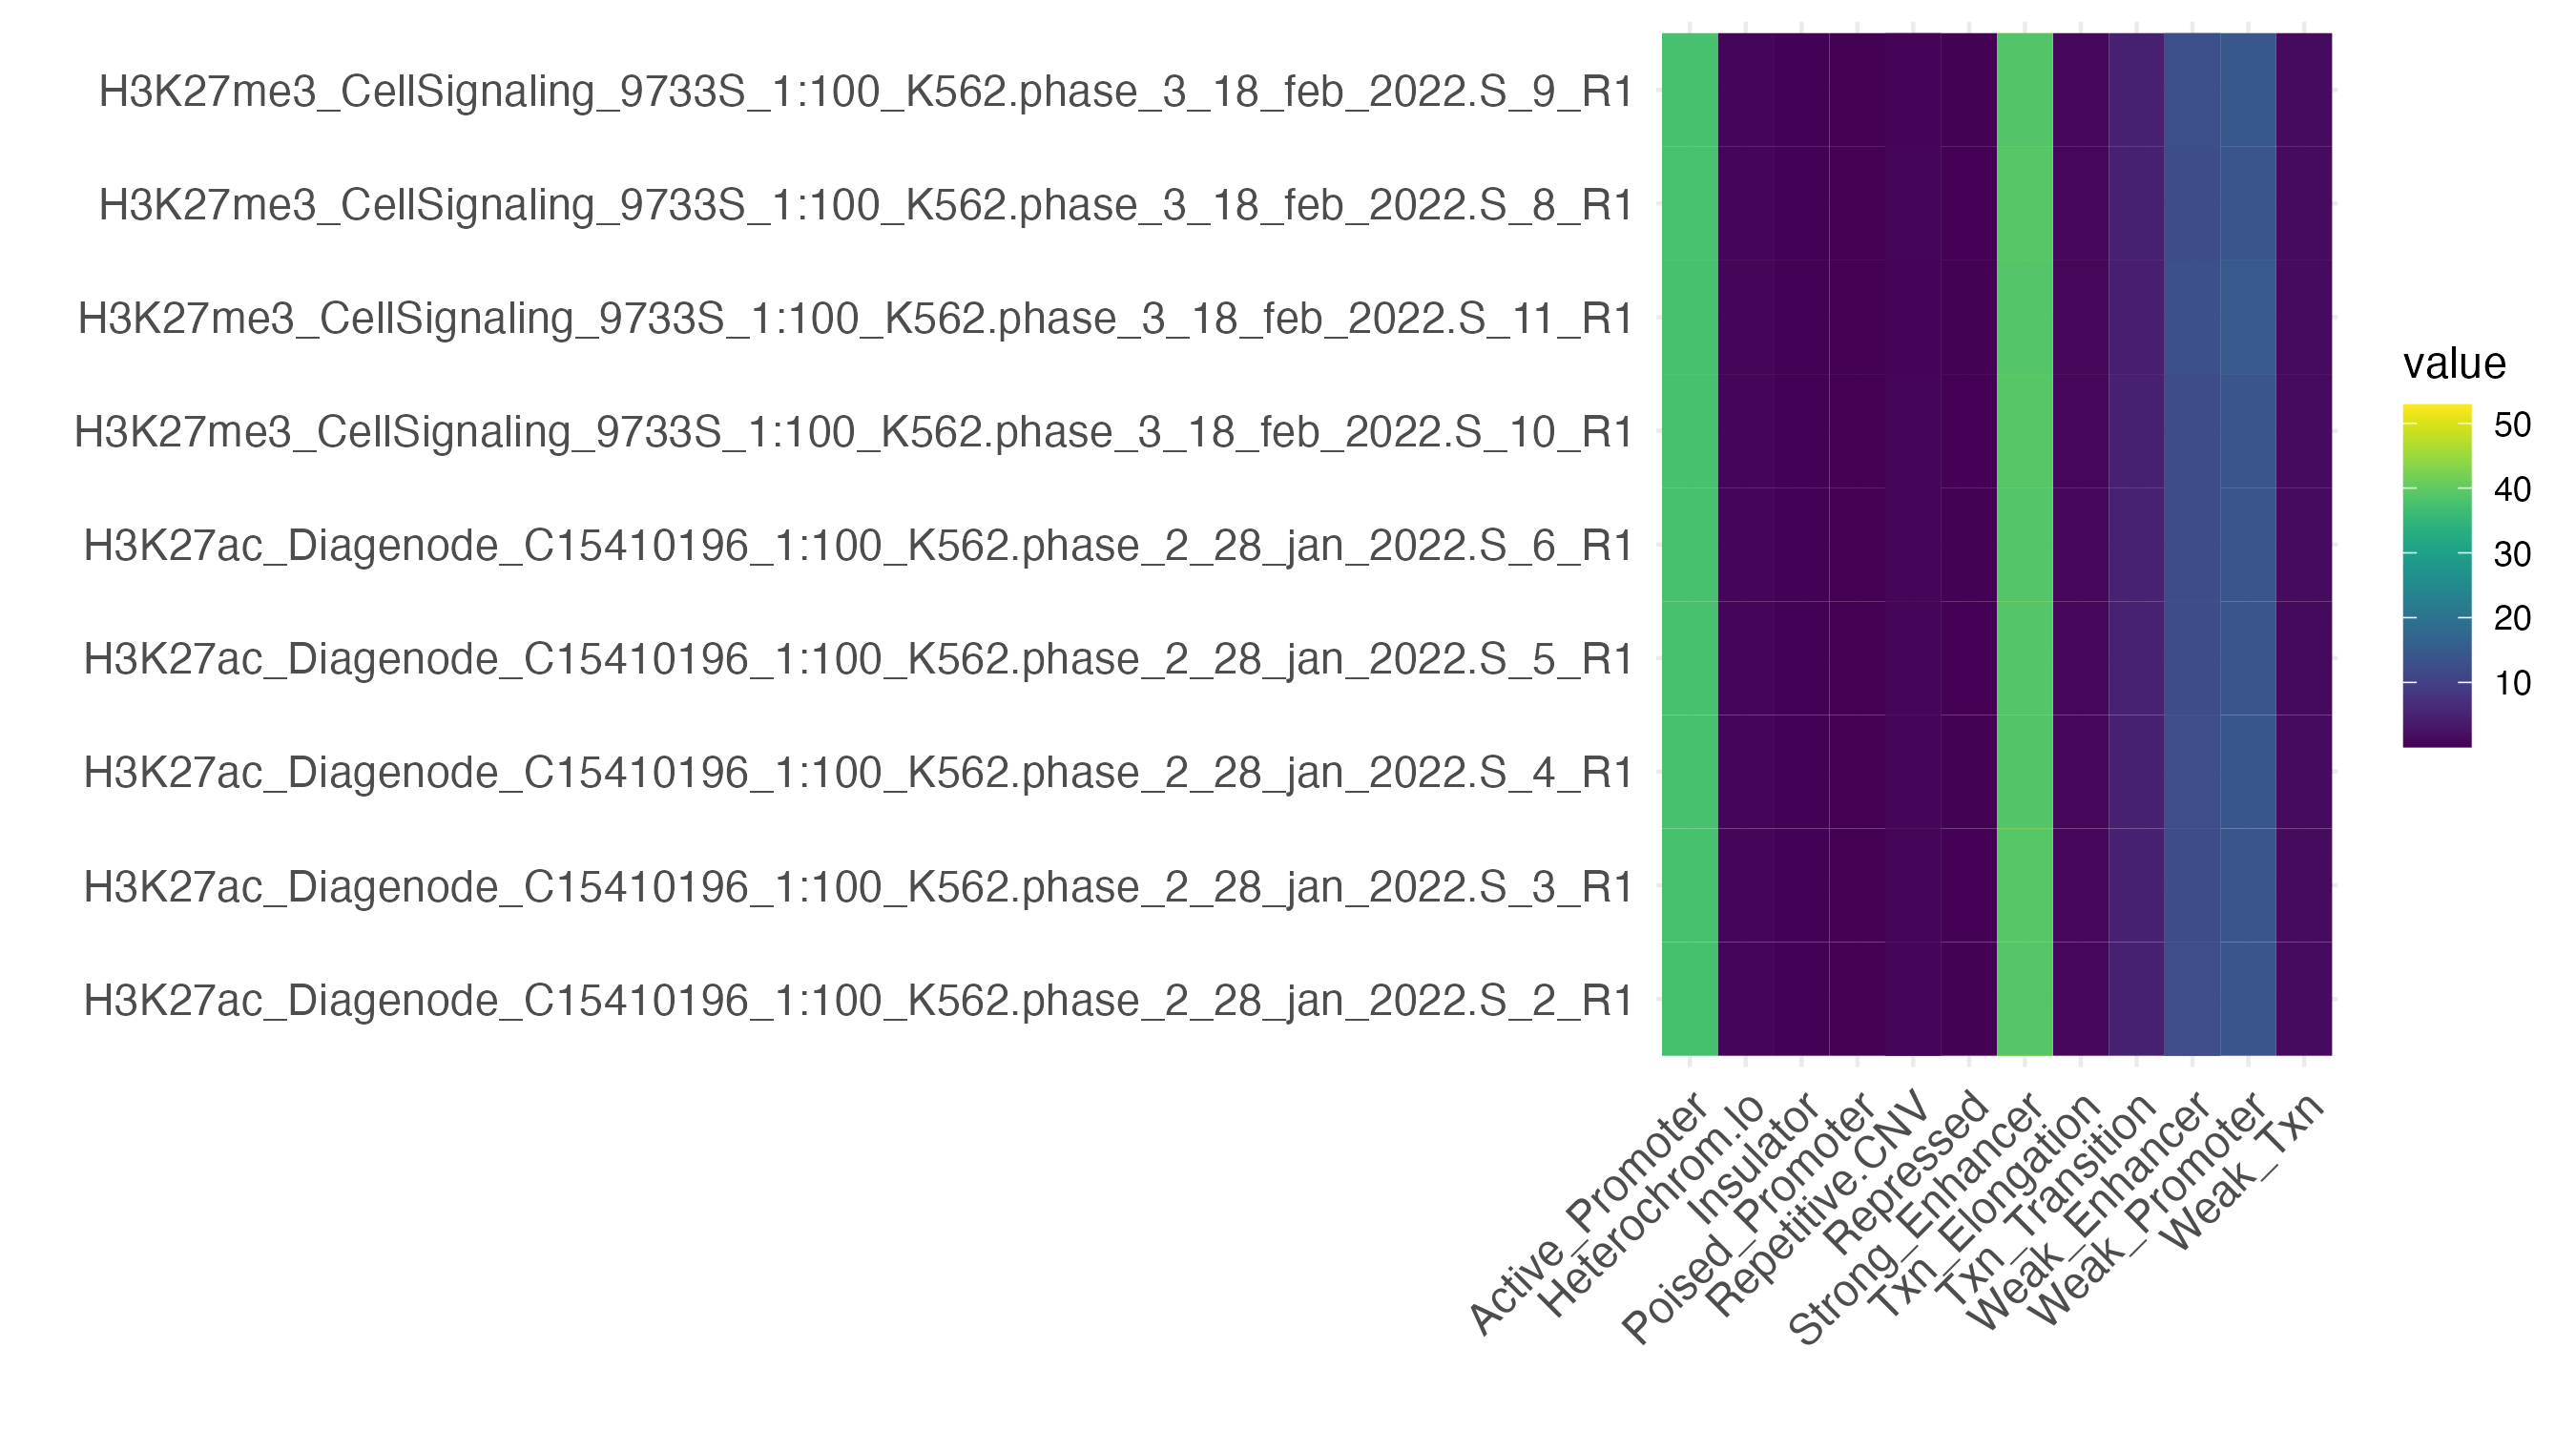 H3K27me3_CellSignaling_9733S_1:100_K562.phase_3_18_feb_2022.S_9_R1
H3K27me3_CellSignaling_9733S_1:100_K562.phase_3_18_feb_2022.S_8_R1
H3K27me3_CellSignaling_9733S_1:100_K562.phase_3_18_feb_2022.S_11_R1
H3K27me3_CellSignaling_9733S_1:100_K562.phase_3_18_feb_2022.S_10_R1
H3K27ac_Diagenode_C15410196_1:100_K562.phase_2_28_jan_2022.S_6_R1
H3K27ac_Diagenode_C15410196_1:100_K562.phase_2_28_jan_2022.S_5_R1
H3K27ac_Diagenode_C15410196_1:100_K562.phase_2_28_jan_2022.S_4_R1
H3K27ac_Diagenode_C15410196_1:100_K562.phase_2_28_jan_2022.S_3_R1
H3K27ac_Diagenode_C15410196_1:100_K562.phase_2_28_jan_2022.S_2_R1
Active_Promoter
Heterochrom.lo
Insulator
Poised_Promoter
Repetitive.CNV
Repressed
Strong_Enhancer
Txn_Elongation
Txn_Transition
Weak_Enhancer
Weak_Promoter
Weak_Txn
value
50
40
30
20
10